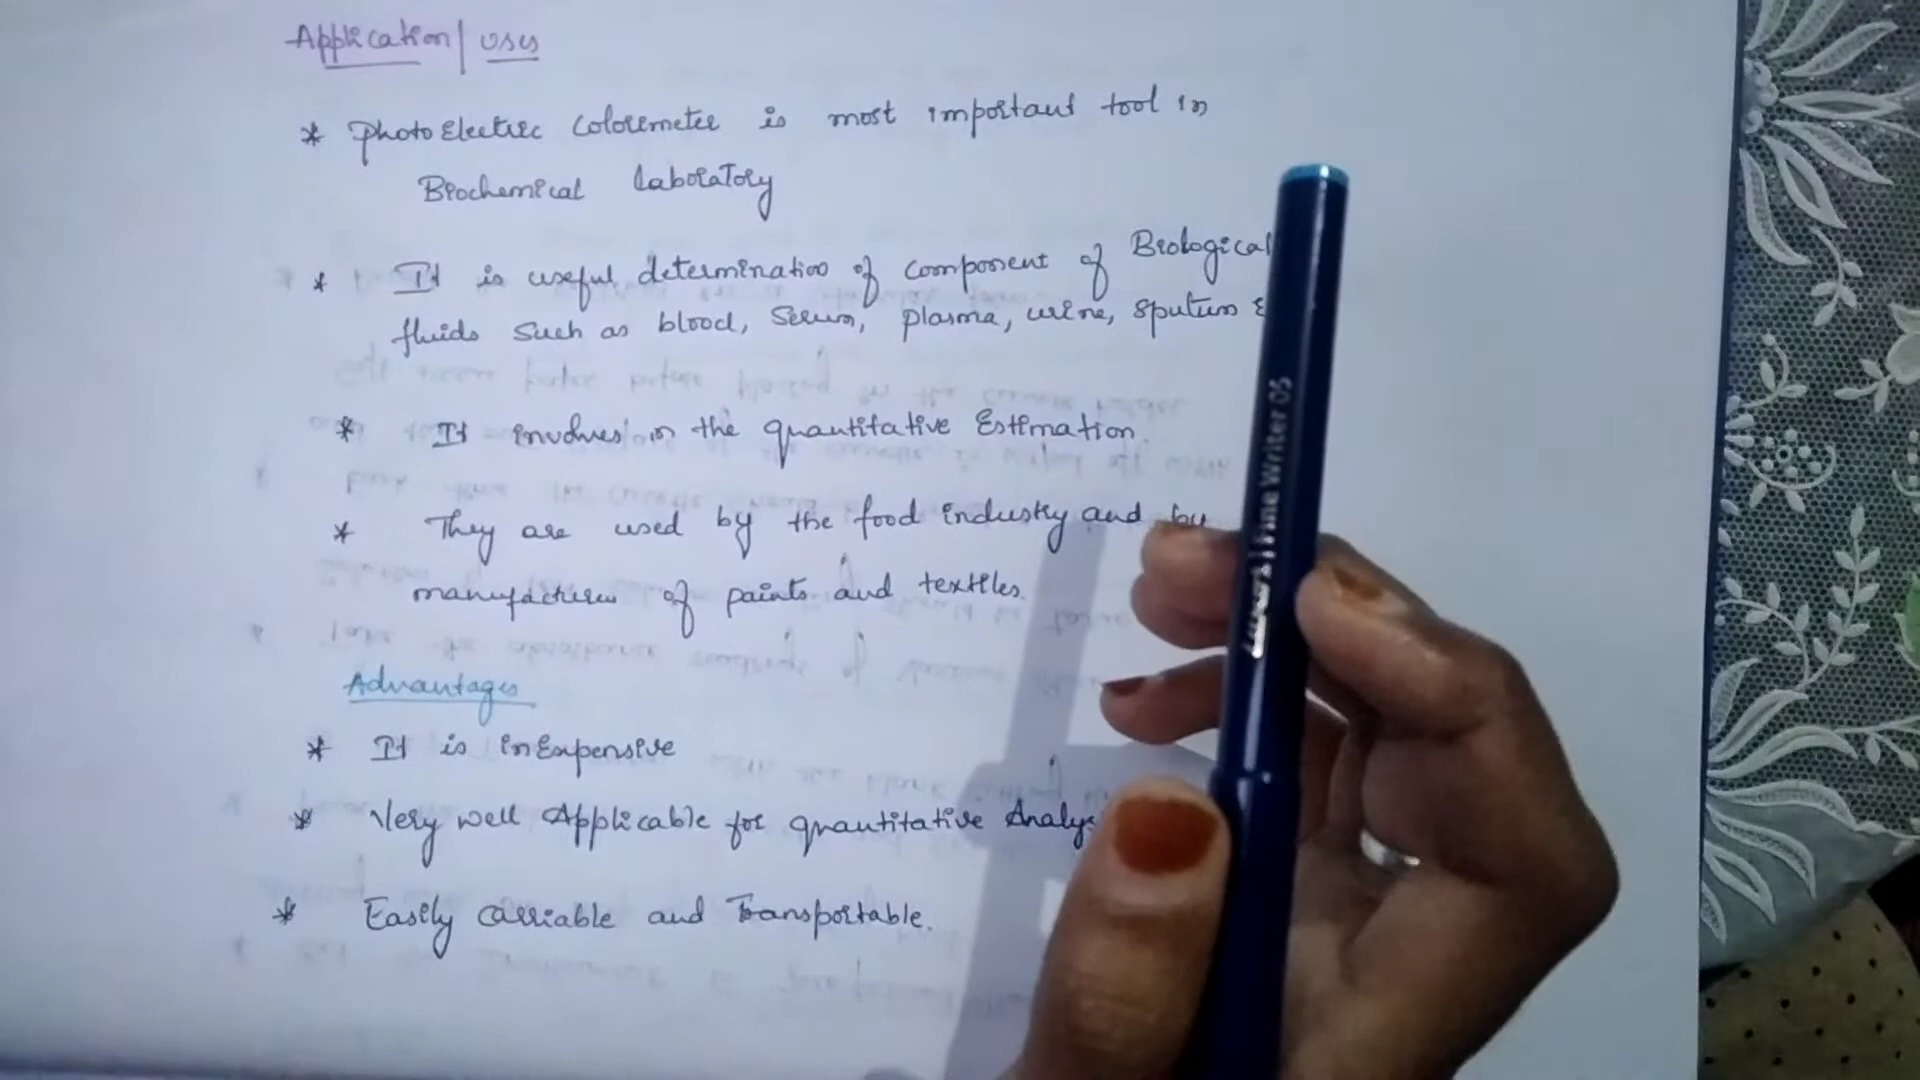 Application/uses
* Photo Electric Colorimeter is most important tool in
Biochemical Laboratory
* It is useful determination of component of Biological
fluids such as blood, Serum, plasma, urine, sputum &
* It involves in the quantitative Estimation.
* They are used by the food industry and by
manufactures of paints and textiles.
Advantages
* It is inExpensive
* Very well Applicable for quantitative Analys
* Easily carriable and Transportable.
Fine Writer 05